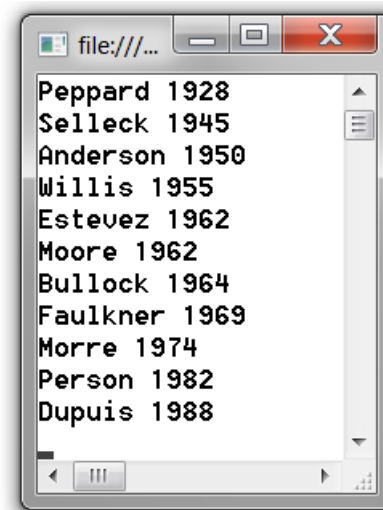 file:///...
Peppard 1928
Selleck 1945
Anderson 1950
Willis 1955
Estevez 1962
Moore 1962
Bullock 1964
Faulkner 1969
Morre 1974
Person 1982
Dupuis 1988